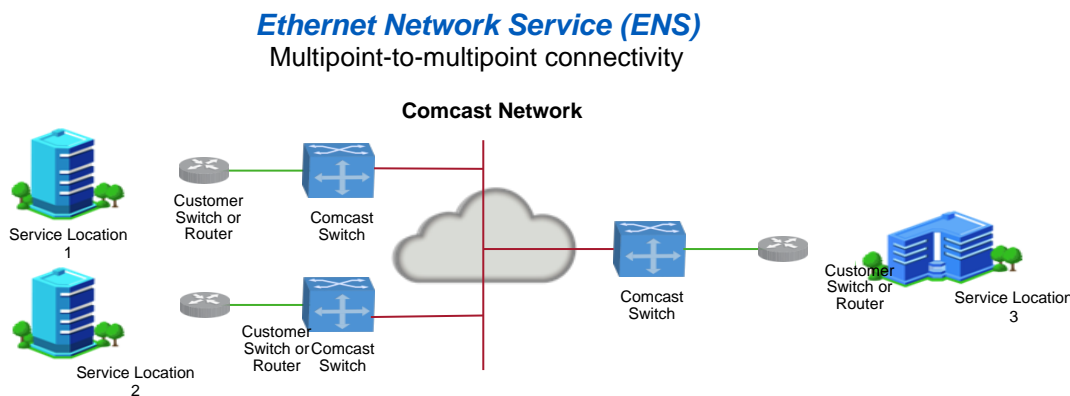 Ethernet Network Service (ENS)
Multipoint-to-multipoint connectivity
Comcast Network
Customer
Switch or
Router
Comcast
Switch
Service Location
1
Customer
Switch or
Router
Comcast
Switch
Service Location
2
Comcast
Switch
Customer
Switch or
Router
Service Location
3